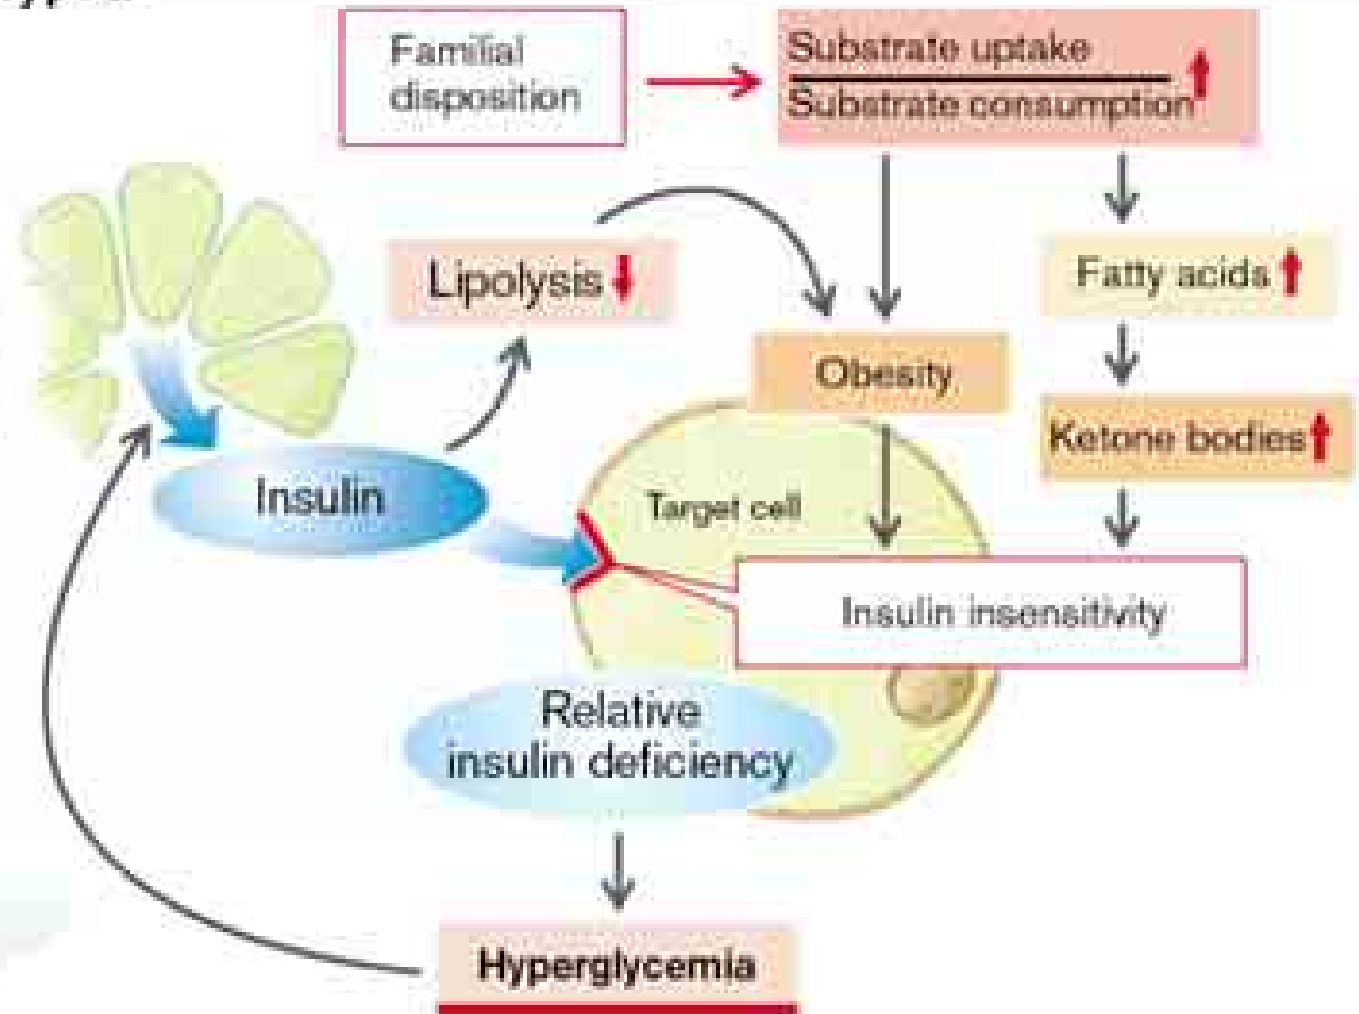 Familial
disposition
Substrate uptake
Substrate consumption
Lipolysis
Fatty acids
Obesity
Ketone bodies
Insulin
Target cell
Insulin insensitivity
Relative
insulin deficiency
Hyperglycemia